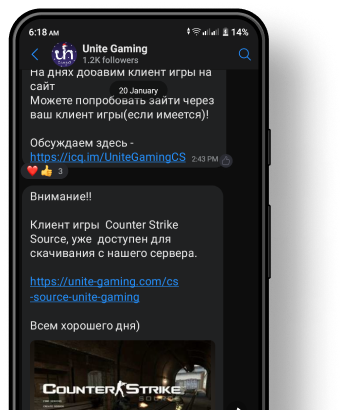 6:18 AM 14%
Unite Gaming
1.2K followers
На днях добавим клиент игры на
сайт
20 January
Можете попробовать зайти через
ваш клиент игры(если имеется)!
Обсуждаем здесь -
https://icq.im/UniteGamingCS 2:43 PM
3
Внимание!!
Клиент игры Counter Strike
Source, уже доступен для
скачивания с нашего сервера.
https://unite-gaming.com/cs
-source-unite-gaming
Всем хорошего дня)
COUNTER STRIKE
SOURCE